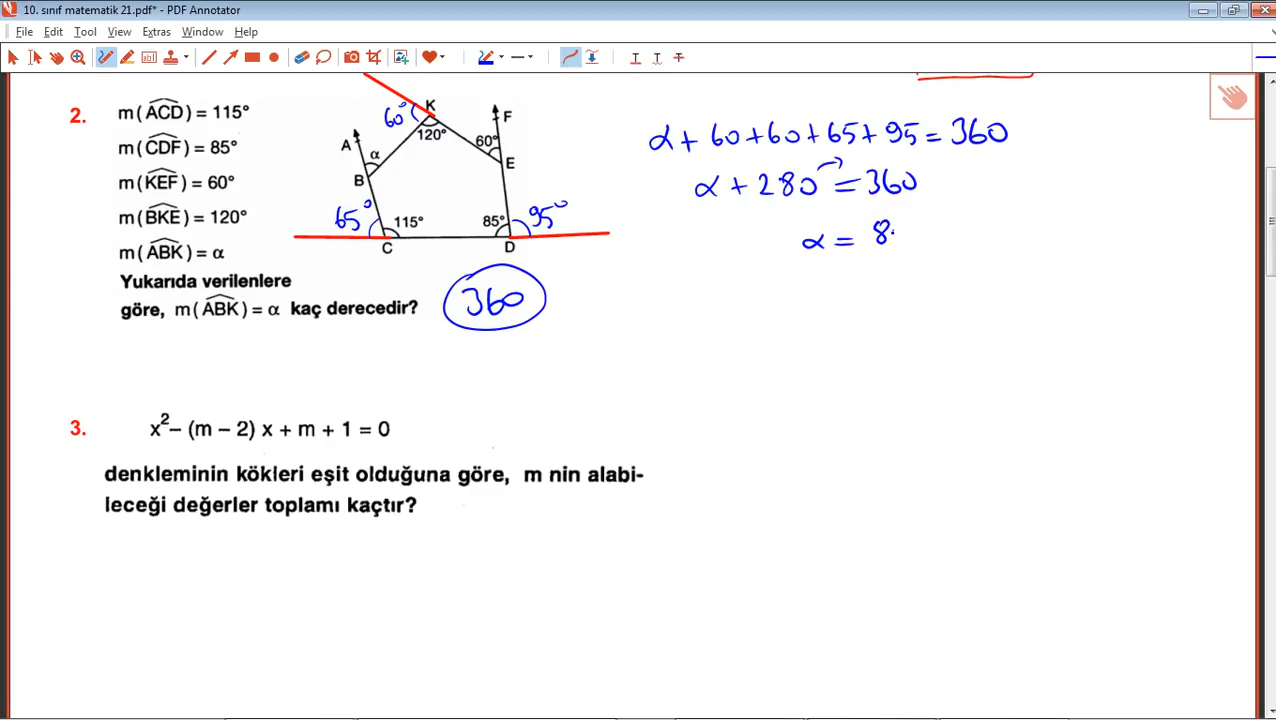 10. sınıf matematik 21.pdf* - PDF Annotator
File Edit Tool View Extras Window Help
2.
m(ACD) = 115°
m(CDF) = 85°
m(KEF) = 60°
m(BKE) = 120°
m(ABK) = α
Yukarıda verilenlere
göre, m(ABK) = α kaç derecedir?
60° K
120°
F
A α
60°
E
B
65° 115°
85° 95°
C D
360
α + 60 + 60 + 65 + 95 = 360
α + 280 = 360
α = 8
3. x² – (m – 2) x + m + 1 = 0
denkleminin kökleri eşit olduğuna göre, m nin alabi-
leceği değerler toplamı kaçtır?